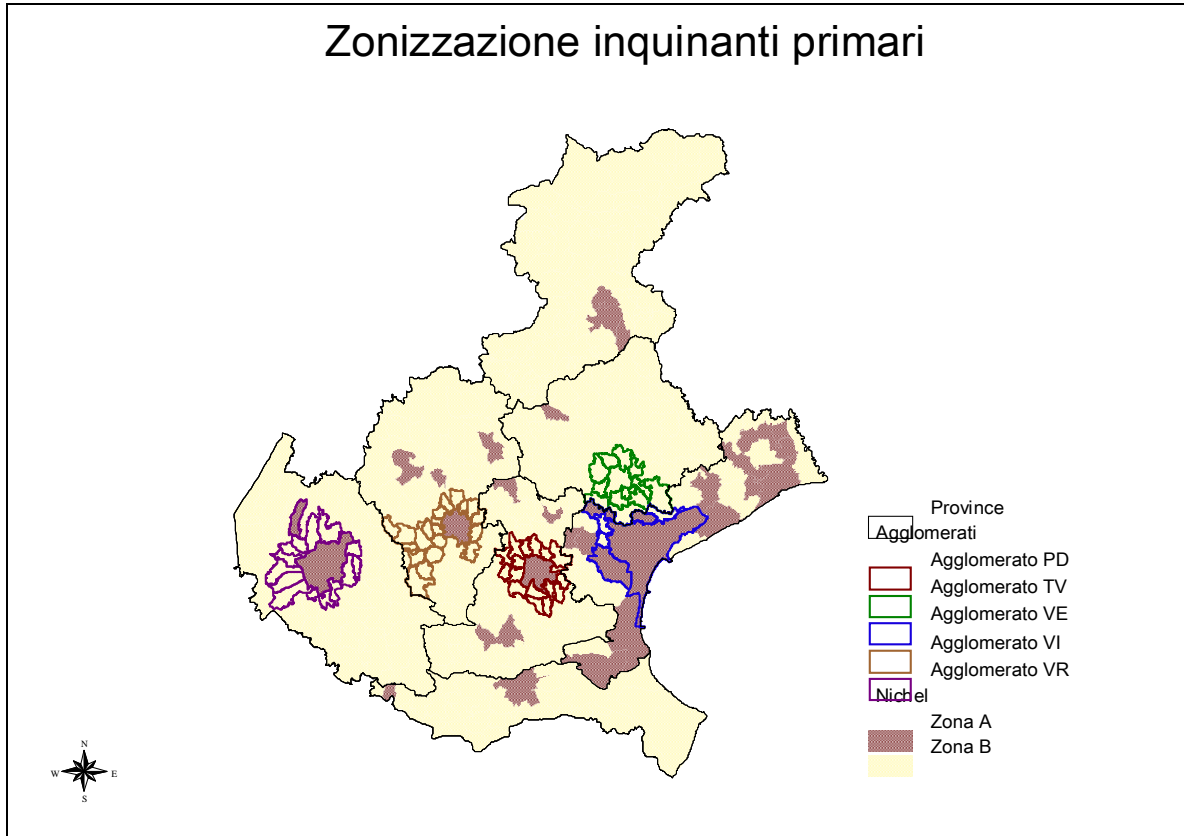 Zonizzazione inquinanti primari
Province
Agglomerati
Agglomerato PD
Agglomerato TV
Agglomerato VE
Agglomerato VI
Agglomerato VR
Nichel
Zona A
Zona B
N
W E
S